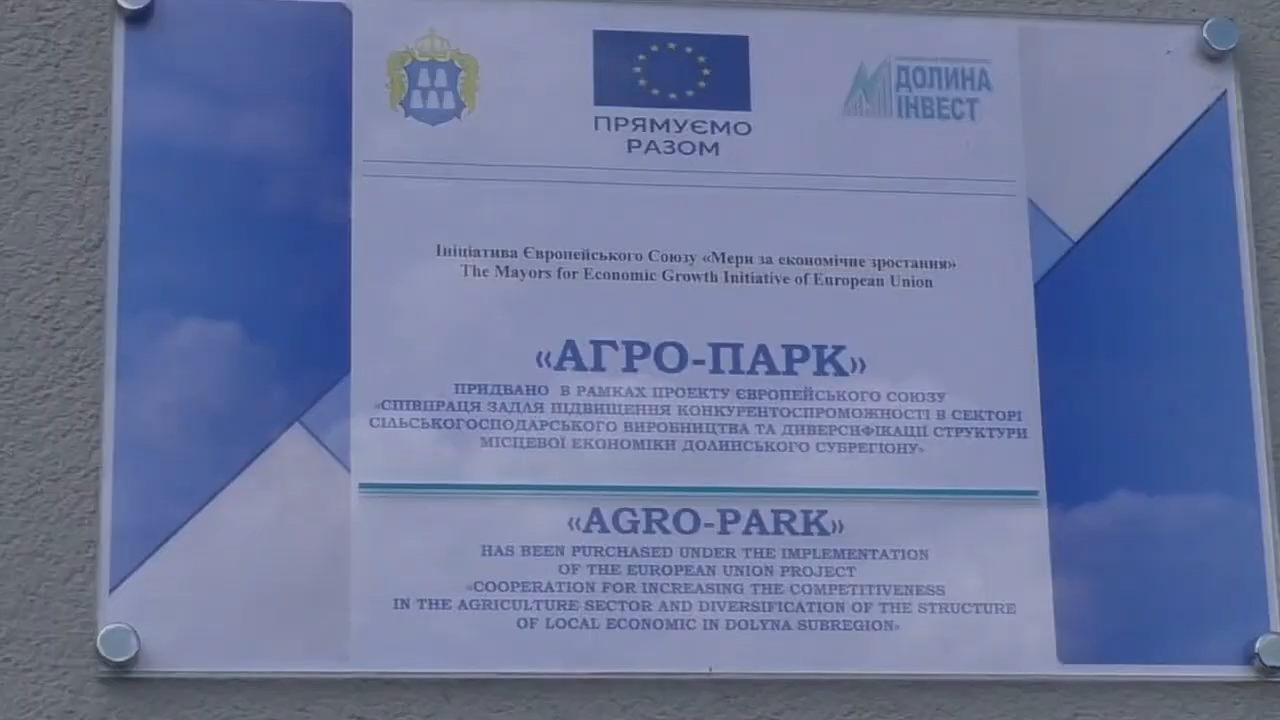 ПРЯМУЄМО
РАЗОМ
ДОЛИНА
ІНВЕСТ
Ініціатива Європейського Союзу «Мери за економічне зростання»
The Mayors for Economic Growth Initiative of European Union
«АГРО-ПАРК»
ПРИДВАНО В РАМКАХ ПРОЕКТУ ЄВРОПЕЙСЬКОГО СОЮЗУ
«СПІВПРАЦЯ ЗАДЛЯ ПІДВИЩЕННЯ КОНКУРЕНТОСПРОМОЖНОСТІ В СЕКТОРІ
СІЛЬСЬКОГОСПОДАРСЬКОГО ВИРОБНИЦТВА ТА ДИВЕРСИФІКАЦІЇ СТРУКТУРИ
МІСЦЕВОЇ ЕКОНОМІКИ ДОЛИНСЬКОГО СУБРЕГІОНУ»
«AGRO-PARK»
HAS BEEN PURCHASED UNDER THE IMPLEMENTATION
OF THE EUROPEAN UNION PROJECT
«COOPERATION FOR INCREASING THE COMPETITIVENESS
IN THE AGRICULTURE SECTOR AND DIVERSIFICATION OF THE STRUCTURE
OF LOCAL ECONOMIC IN DOLYNA SUBREGION»